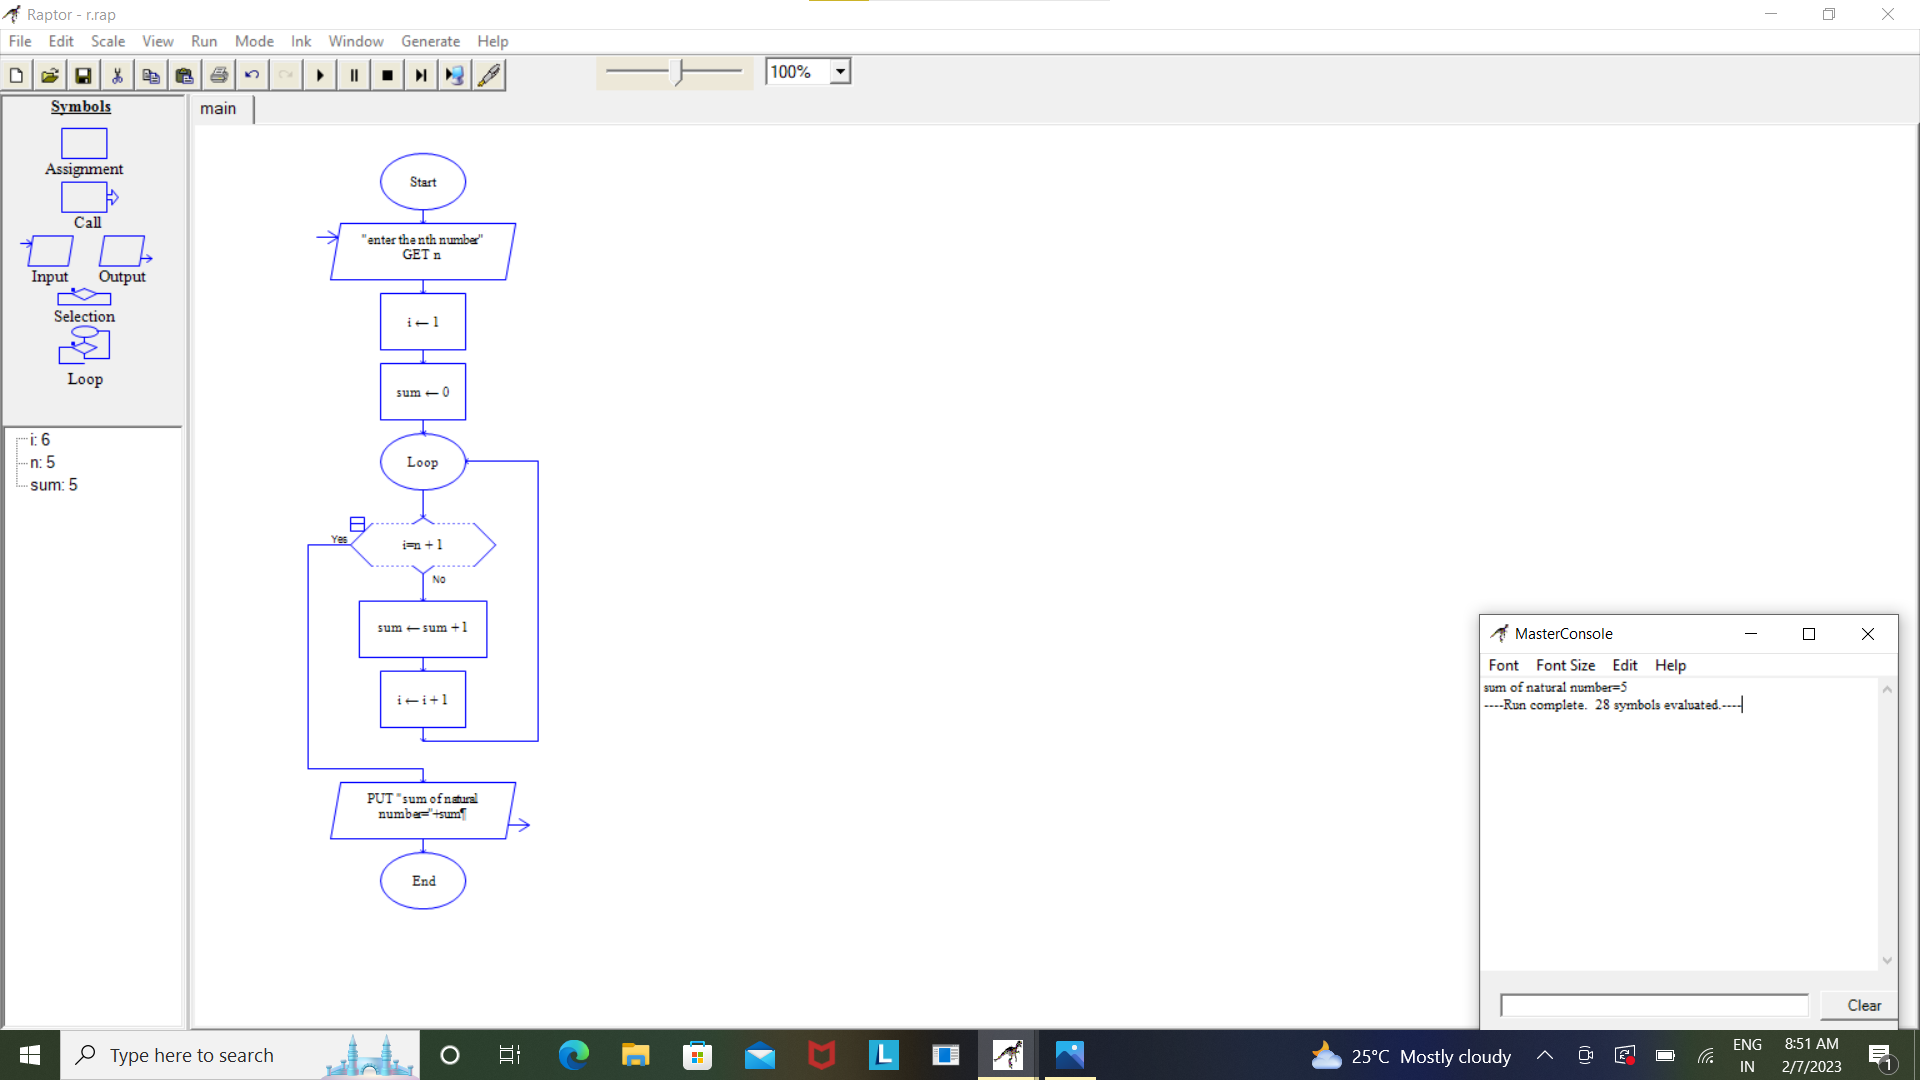 Raptor - r.rap
File Edit Scale View Run Mode Ink Window Generate Help
100%
Symbols
Assignment
Call
Input Output
Selection
Loop
i: 6
n: 5
sum: 5
main
Start
"enter the nth number"
GET n
i ← 1
sum ← 0
Loop
i=n + 1
Yes
No
sum ← sum + 1
i ← i + 1
PUT "sum of natural
number="+sum¶
End
MasterConsole
Font Font Size Edit Help
sum of natural number=5
----Run complete. 28 symbols evaluated.----
Clear
Type here to search
L
25°C Mostly cloudy
ENG
IN
8:51 AM
2/7/2023
1